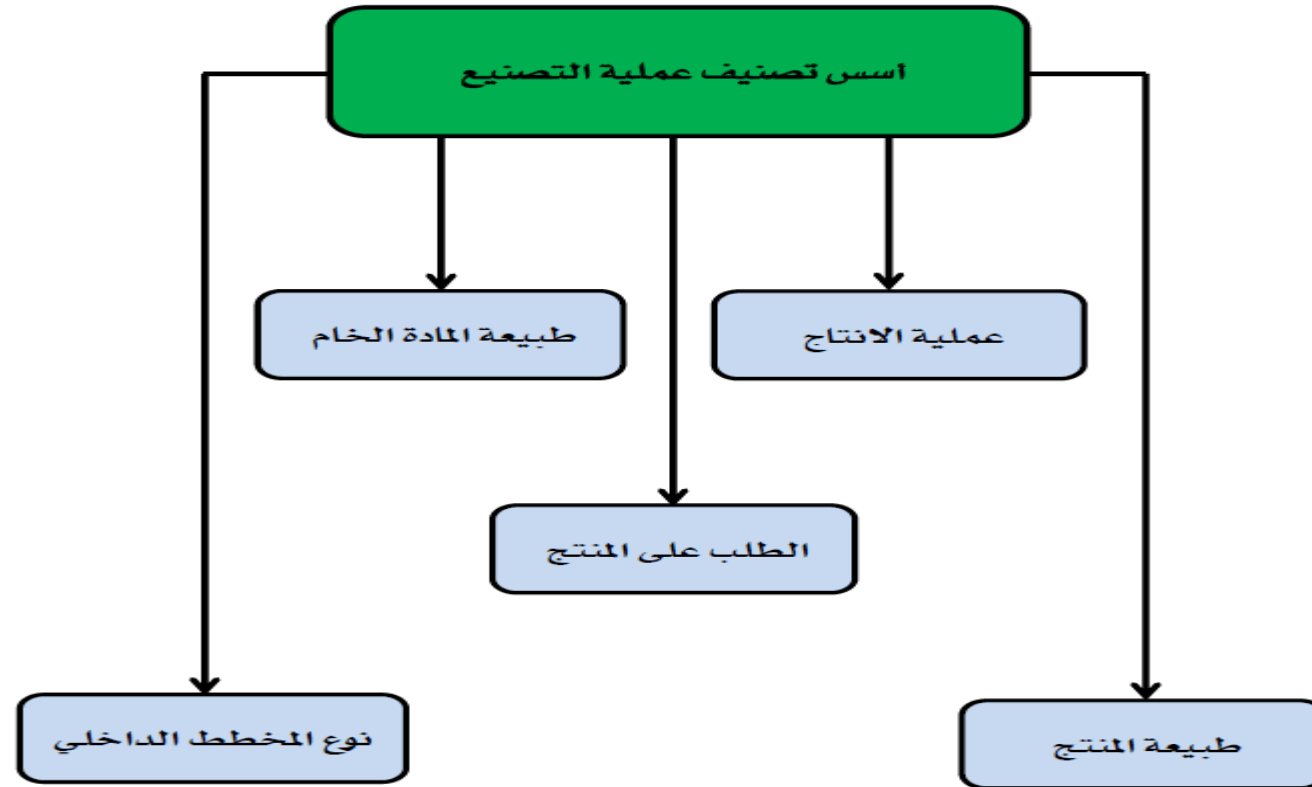 أسس تصنيف عملية التصنيع
عملية الانتاج
طبيعة المادة الخام
الطلب على المنتج
طبيعة المنتج
نوع المخطط الداخلي